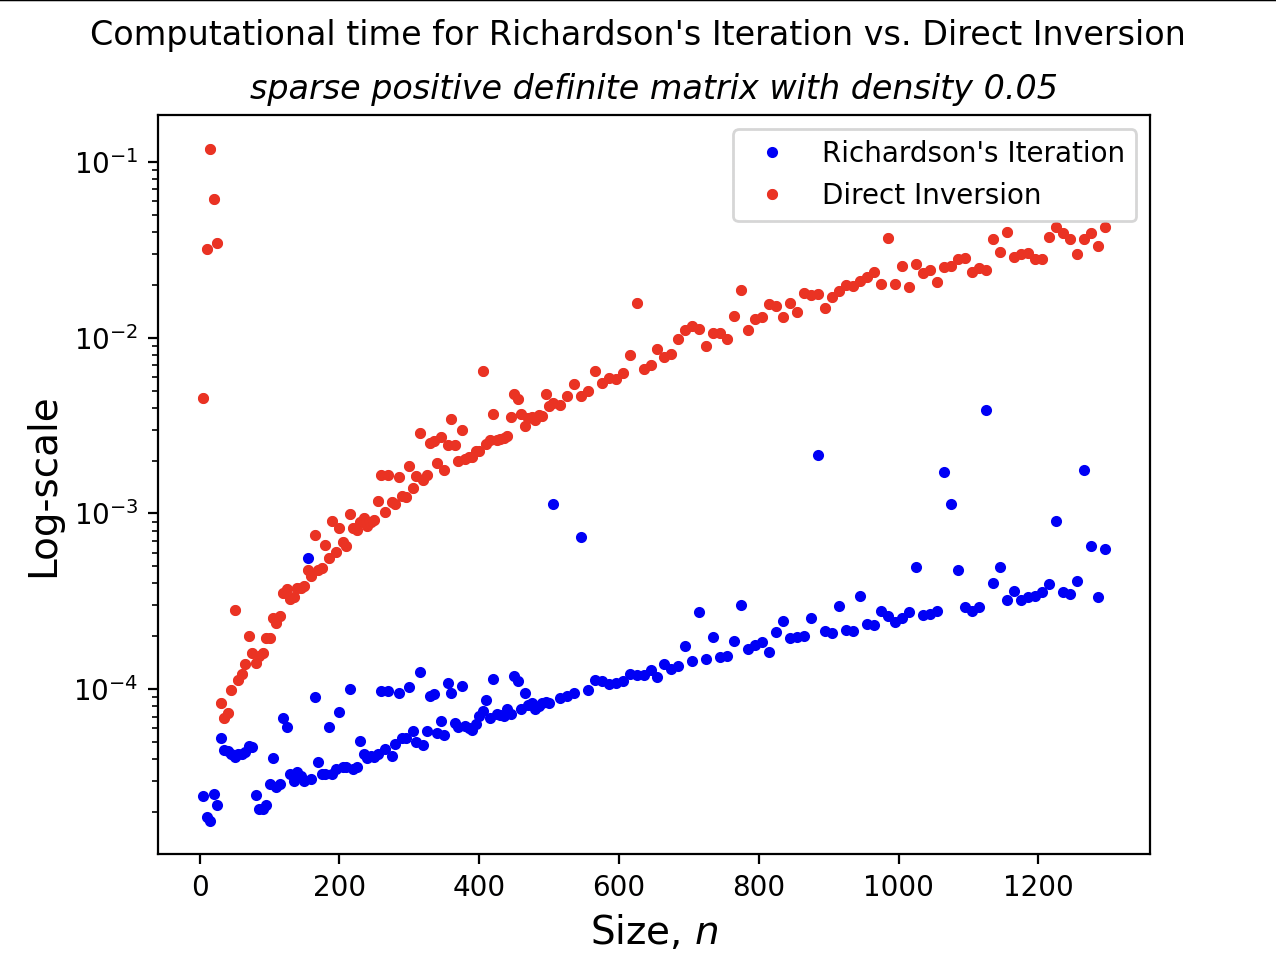 Computational time for Richardson's Iteration vs. Direct Inversion
sparse positive definite matrix with density 0.05
Richardson's Iteration
Direct Inversion
Log-scale
10⁻¹
10⁻²
10⁻³
10⁻⁴
0 200 400 600 800 1000 1200
Size, n